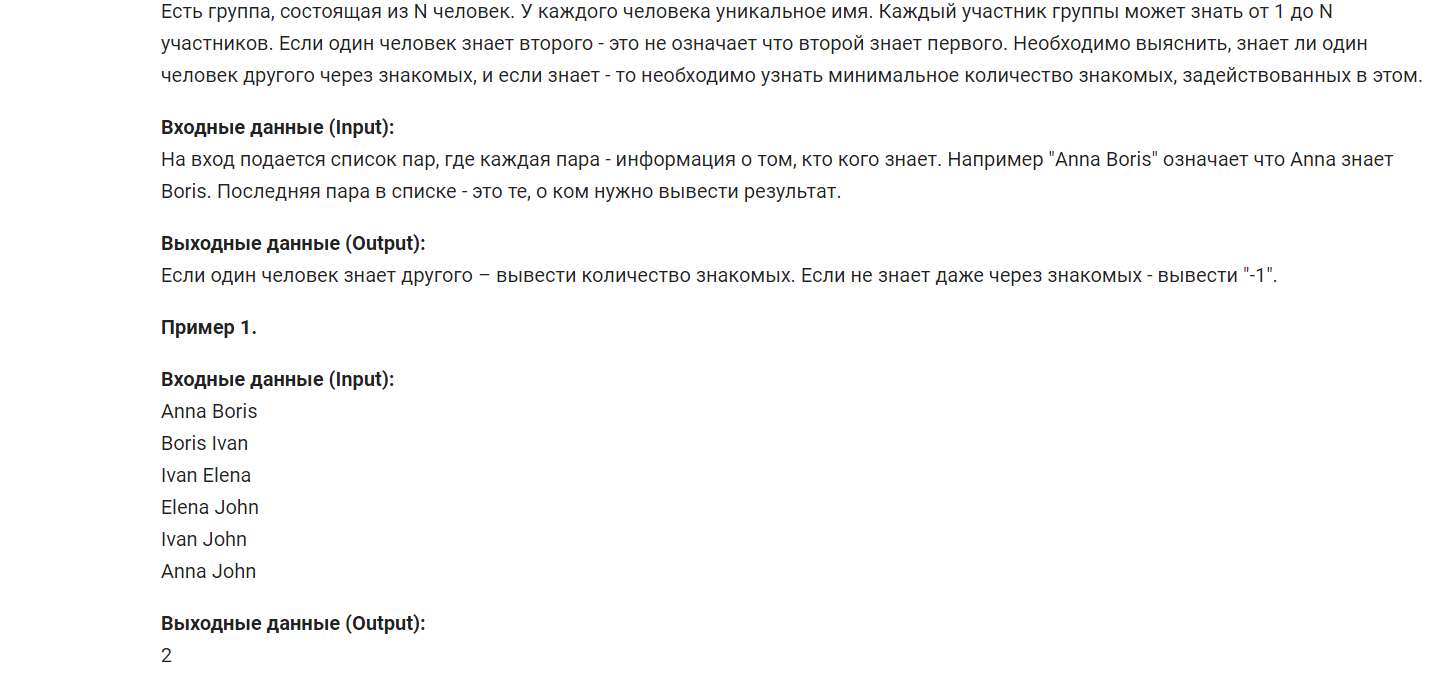 Есть группа, состоящая из N человек. У каждого человека уникальное имя. Каждый участник группы может знать от 1 до N
участников. Если один человек знает второго - это не означает что второй знает первого. Необходимо выяснить, знает ли один
человек другого через знакомых, и если знает - то необходимо узнать минимальное количество знакомых, задействованных в этом.
Входные данные (Input):
На вход подается список пар, где каждая пара - информация о том, кто кого знает. Например "Anna Boris" означает что Anna знает
Boris. Последняя пара в списке - это те, о ком нужно вывести результат.
Выходные данные (Output):
Если один человек знает другого – вывести количество знакомых. Если не знает даже через знакомых - вывести "-1".
Пример 1.
Входные данные (Input):
Anna Boris
Boris Ivan
Ivan Elena
Elena John
Ivan John
Anna John
Выходные данные (Output):
2